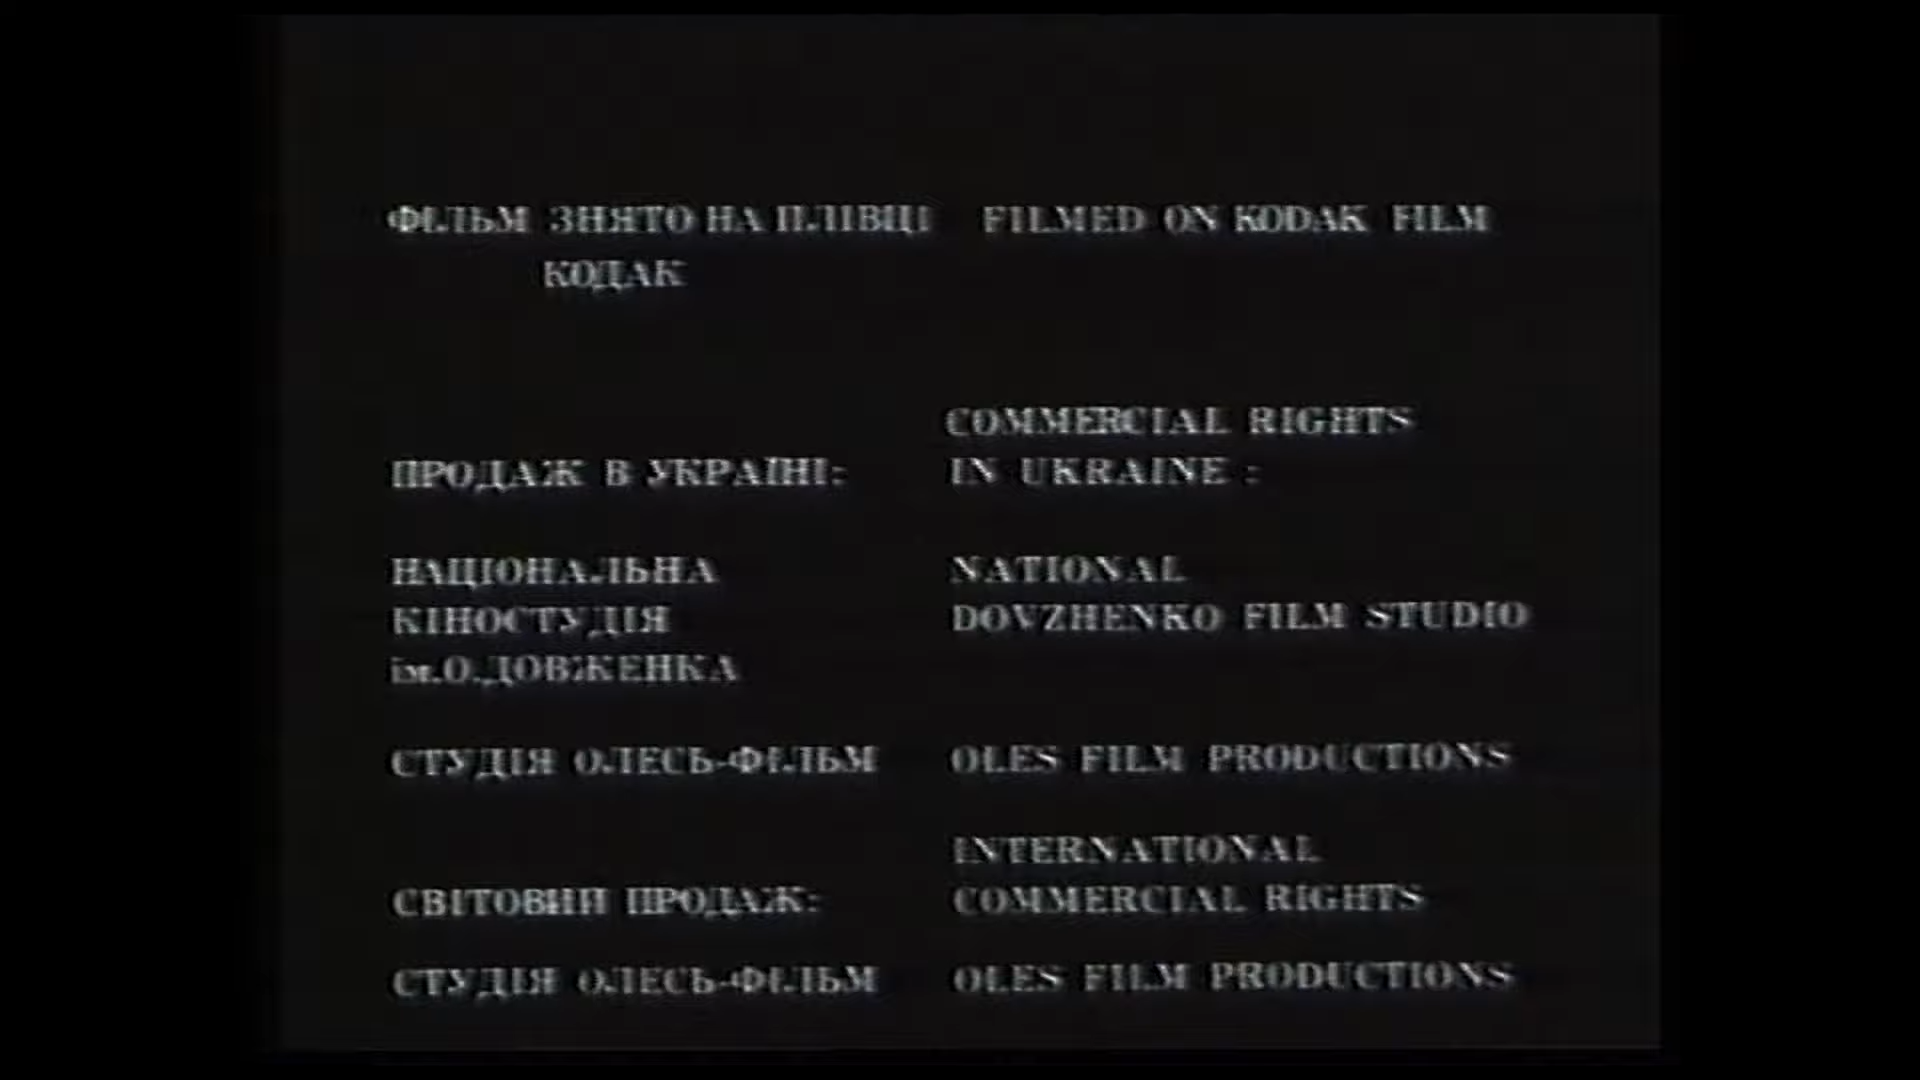 ФІЛЬМ ЗНЯТО НА ПЛІВЦІ FILMED ON KODAK FILM
КОДАК
COMMERCIAL RIGHTS
ПРОДАЖ В УКРАЇНІ: IN UKRAINE :
НАЦІОНАЛЬНА NATIONAL
КІНОСТУДІЯ DOVZHENKO FILM STUDIO
ім.О.ДОВЖЕНКА
СТУДІЯ ОЛЕСЬ-ФІЛЬМ OLES FILM PRODUCTIONS
INTERNATIONAL
СВІТОВИЙ ПРОДАЖ: COMMERCIAL RIGHTS
СТУДІЯ ОЛЕСЬ-ФІЛЬМ OLES FILM PRODUCTIONS